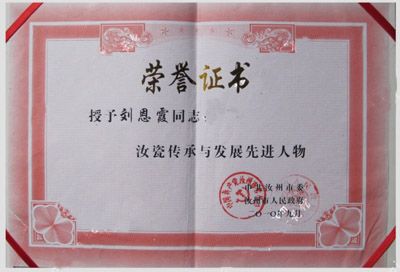 荣誉证书
授予刘恩霞同志：
汝瓷传承与发展先进人物
中共汝州市委
汝州市人民政府
二〇一〇年九月